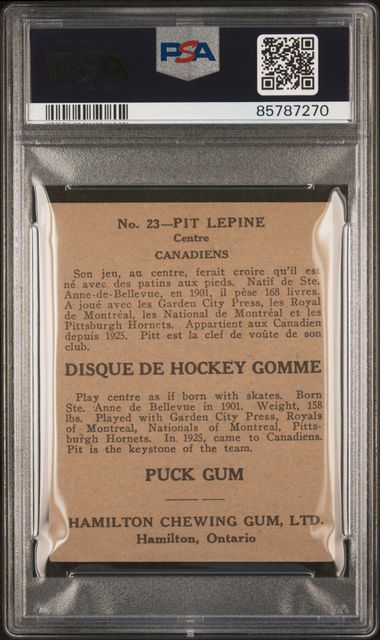 PSA
PSA
85787270
No. 23—PIT LEPINE
Centre
CANADIENS
Son jeu, au centre, ferait croire qu'il est
né avec des patins aux pieds. Natif de Ste.
Anne-de-Bellevue, en 1901, il pèse 168 livres.
A joué avec les Garden City Press, les Royal
de Montréal, les National de Montréal et les
Pittsburgh Hornets. Appartient aux Canadien
depuis 1925. Pitt est la clef de voûte de son
club.
DISQUE DE HOCKEY GOMME
Play centre as if born with skates. Born
Ste. Anne de Bellevue in 1901. Weight, 158
lbs. Played with Garden City Press, Royals
of Montreal, Nationals of Montreal, Pitts-
burgh Hornets. In 1925, came to Canadiens.
Pit is the keystone of the team.
PUCK GUM
HAMILTON CHEWING GUM, LTD.
Hamilton, Ontario